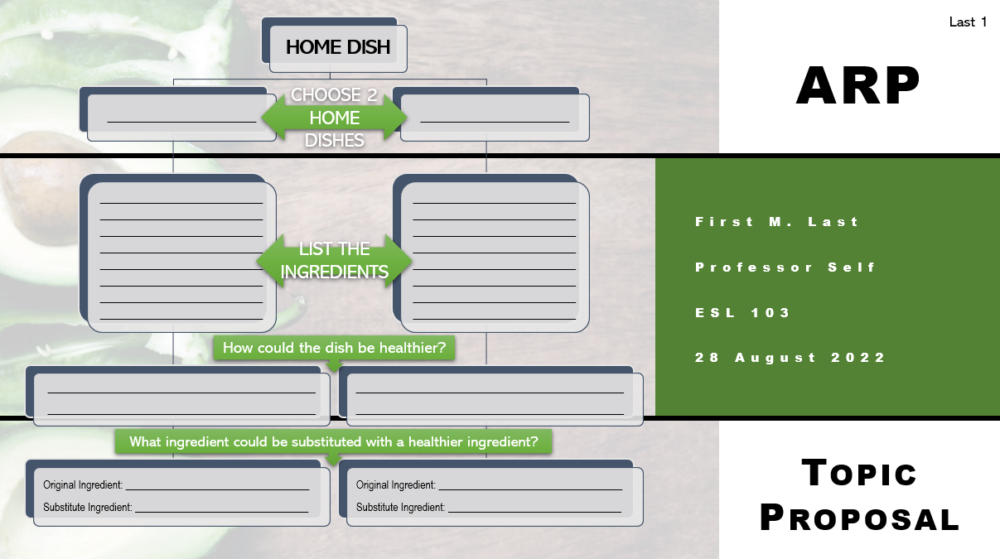 Last 1
HOME DISH
ARP
CHOOSE 2
HOME
DISHES
First M. Last
Professor Self
ESL 103
28 August 2022
LIST THE
INGREDIENTS
How could the dish be healthier?
What ingredient could be substituted with a healthier ingredient?
Original Ingredient:
Substitute Ingredient:
Original Ingredient:
Substitute Ingredient:
TOPIC
PROPOSAL